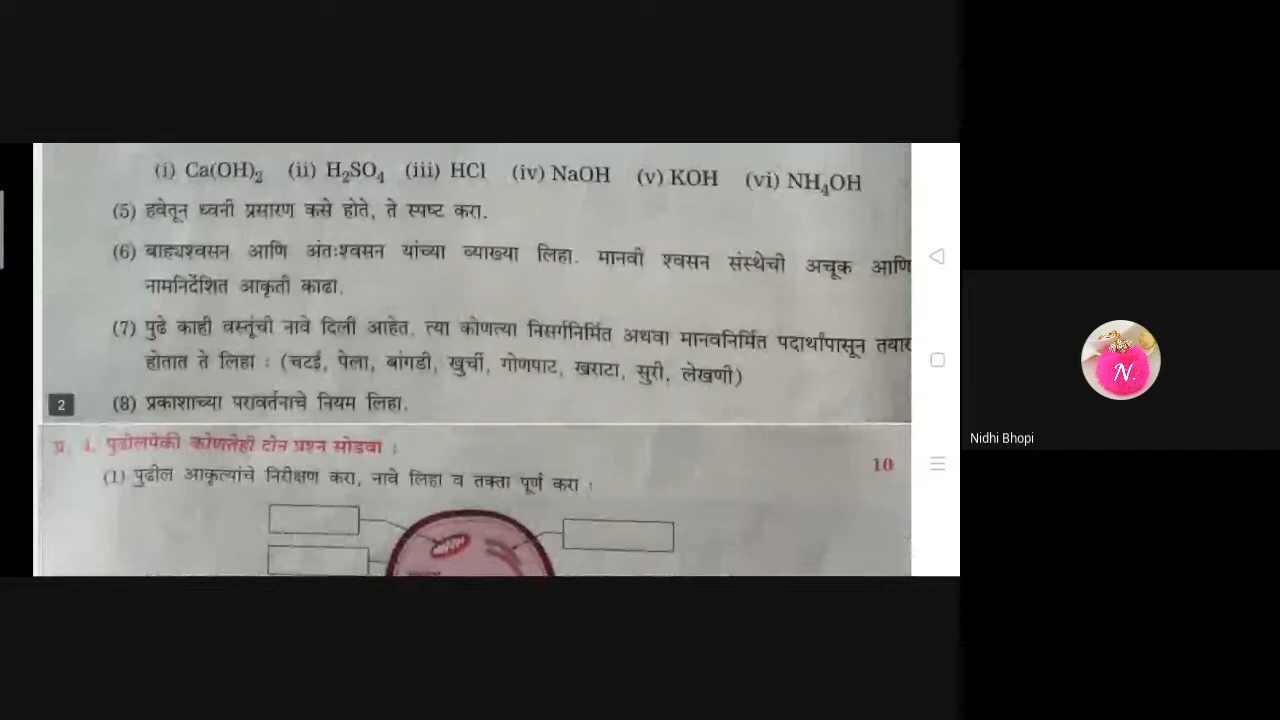 (i) Ca(OH)₂ (ii) H₂SO₄ (iii) HCl (iv) NaOH (v) KOH (vi) NH₄OH
(5) हवेतून ध्वनी प्रसारण कसे होते, ते स्पष्ट करा.
(6) बाह्यश्वसन आणि अंतःश्वसन यांच्या व्याख्या लिहा. मानवी श्वसन संस्थेची अचूक आणि
नामनिर्देशित आकृती काढा.
(7) पुढे काही वस्तूंची नावे दिली आहेत. त्या कोणत्या निसर्गनिर्मित अथवा मानवनिर्मित पदार्थांपासून तयार
होतात ते लिहा : (चटई, पेला, बांगडी, खुर्ची, गोणपाट, खराटा, सुरी, लेखणी)
2
(8) प्रकाशाच्या परावर्तनाचे नियम लिहा.
प्र. 4. पुढीलपैकी कोणतेही दोन प्रश्न सोडवा :
10
(1) पुढील आकृत्यांचे निरीक्षण करा, नावे लिहा व तक्ता पूर्ण करा :
N.
Nidhi Bhopi